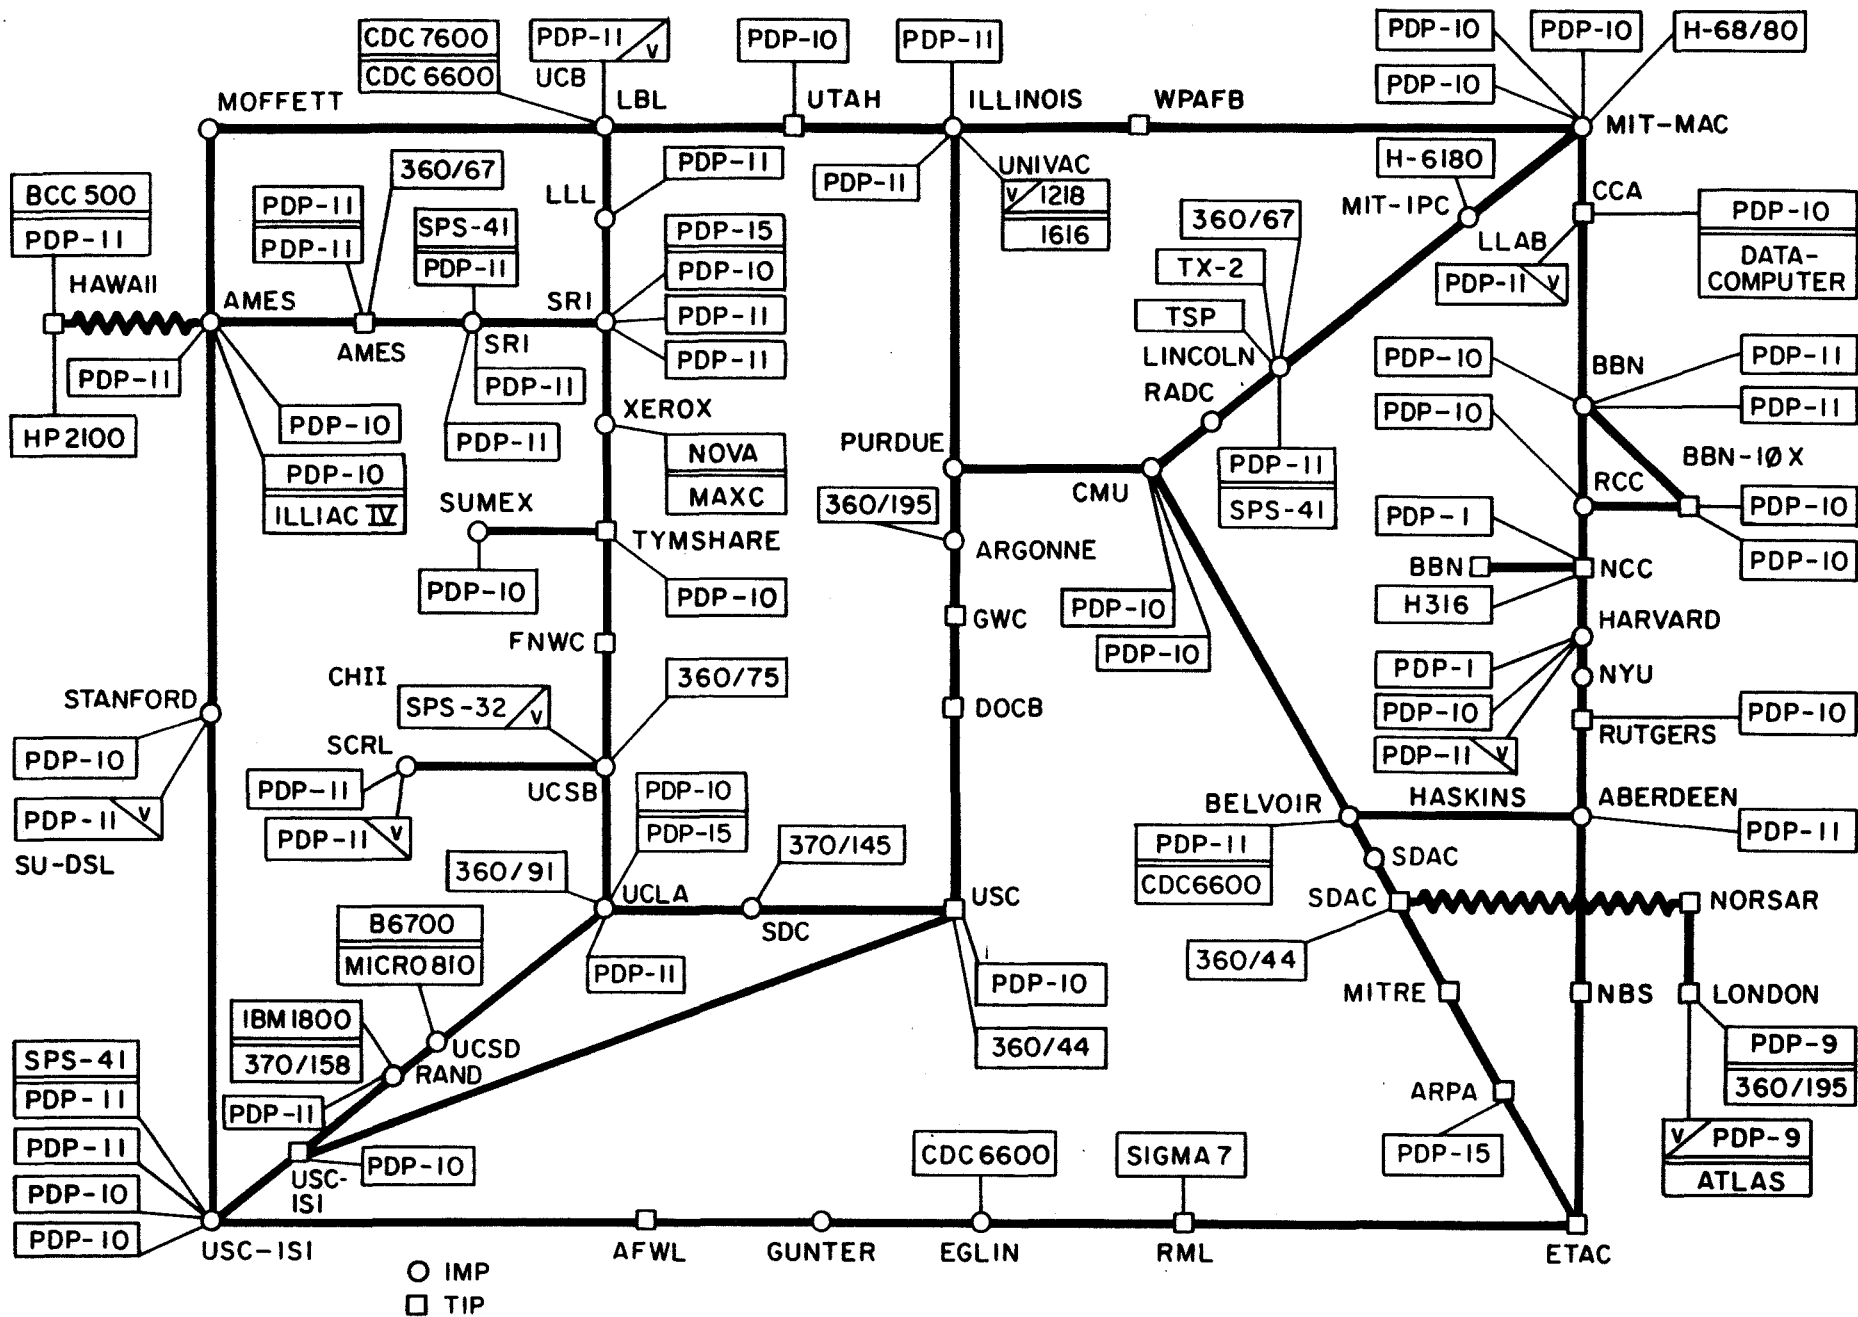 CDC 7600
CDC 6600
PDP-11
V
UCB
PDP-10
PDP-11
PDP-10
PDP-10
PDP-10
H-68/80
MOFFETT
LBL
UTAH
ILLINOIS
WPAFB
MIT-MAC
BCC 500
PDP-11
HAWAII
HP 2100
PDP-11
PDP-11
360/67
SPS-41
PDP-11
LLL
PDP-11
PDP-11
UNIVAC
V
1218
1616
H-6180
MIT-IPC
CCA
LLAB
PDP-11
V
PDP-10
DATA-
COMPUTER
AMES
AMES
SRI
SRI
PDP-15
PDP-10
PDP-11
PDP-11
PDP-11
PDP-10
PDP-10
ILLIAC IV
PDP-11
PDP-11
360/67
TX-2
TSP
LINCOLN
RADC
PDP-11
SPS-41
PDP-10
BBN
PDP-11
PDP-11
PDP-10
BBN-10X
RCC
PDP-10
PDP-10
XEROX
NOVA
MAXC
PURDUE
CMU
PDP-10
PDP-10
360/195
ARGONNE
SUMEX
PDP-10
TYMSHARE
PDP-10
PDP-1
BBN
NCC
H316
GWC
FNWC
HARVARD
PDP-1
PDP-10
PDP-11
V
NYU
RUTGERS
PDP-10
STANFORD
PDP-10
PDP-11
V
SU-DSL
CHII
SPS-32
V
360/75
DOCB
SCRL
PDP-11
PDP-11
V
UCSB
PDP-10
PDP-15
BELVOIR
HASKINS
ABERDEEN
PDP-11
PDP-11
CDC6600
SDAC
SDAC
360/44
NORSAR
360/91
UCLA
370/145
SDC
USC
PDP-11
PDP-10
360/44
B6700
MICRO 810
UCSD
IBM 1800
370/158
RAND
PDP-11
MITRE
NBS
LONDON
PDP-9
360/195
V
PDP-9
ATLAS
ARPA
PDP-15
SPS-41
PDP-11
PDP-11
PDP-10
PDP-10
USC-
ISI
PDP-10
CDC 6600
SIGMA 7
USC-ISI
AFWL
GUNTER
EGLIN
RML
ETAC
IMP
TIP